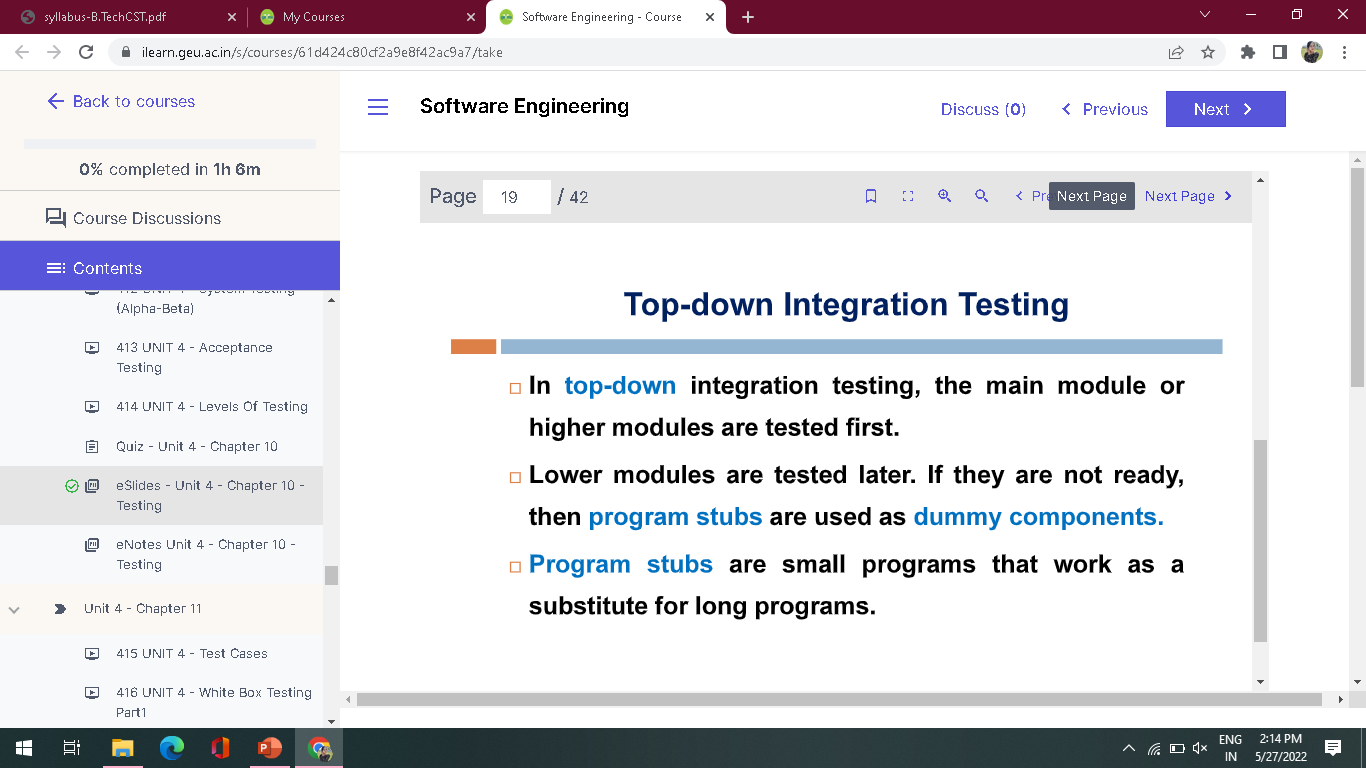 syllabus-B.TechCST.pdf
My Courses
Software Engineering - Course
ilearn.geu.ac.in/s/courses/61d424c80cf2a9e8f42ac9a7/take
Back to courses
0% completed in 1h 6m
Course Discussions
Contents
(Alpha-Beta)
413 UNIT 4 - Acceptance
Testing
414 UNIT 4 - Levels Of Testing
Quiz - Unit 4 - Chapter 10
eSlides - Unit 4 - Chapter 10 -
Testing
eNotes Unit 4 - Chapter 10 -
Testing
Unit 4 - Chapter 11
415 UNIT 4 - Test Cases
416 UNIT 4 - White Box Testing
Part1
Software Engineering
Discuss (0)
Previous
Next
Page 19 / 42
Pre
Next Page
Next Page
Top-down Integration Testing
In top-down integration testing, the main module or
higher modules are tested first.
Lower modules are tested later. If they are not ready,
then program stubs are used as dummy components.
Program stubs are small programs that work as a
substitute for long programs.
ENG
IN
2:14 PM
5/27/2022